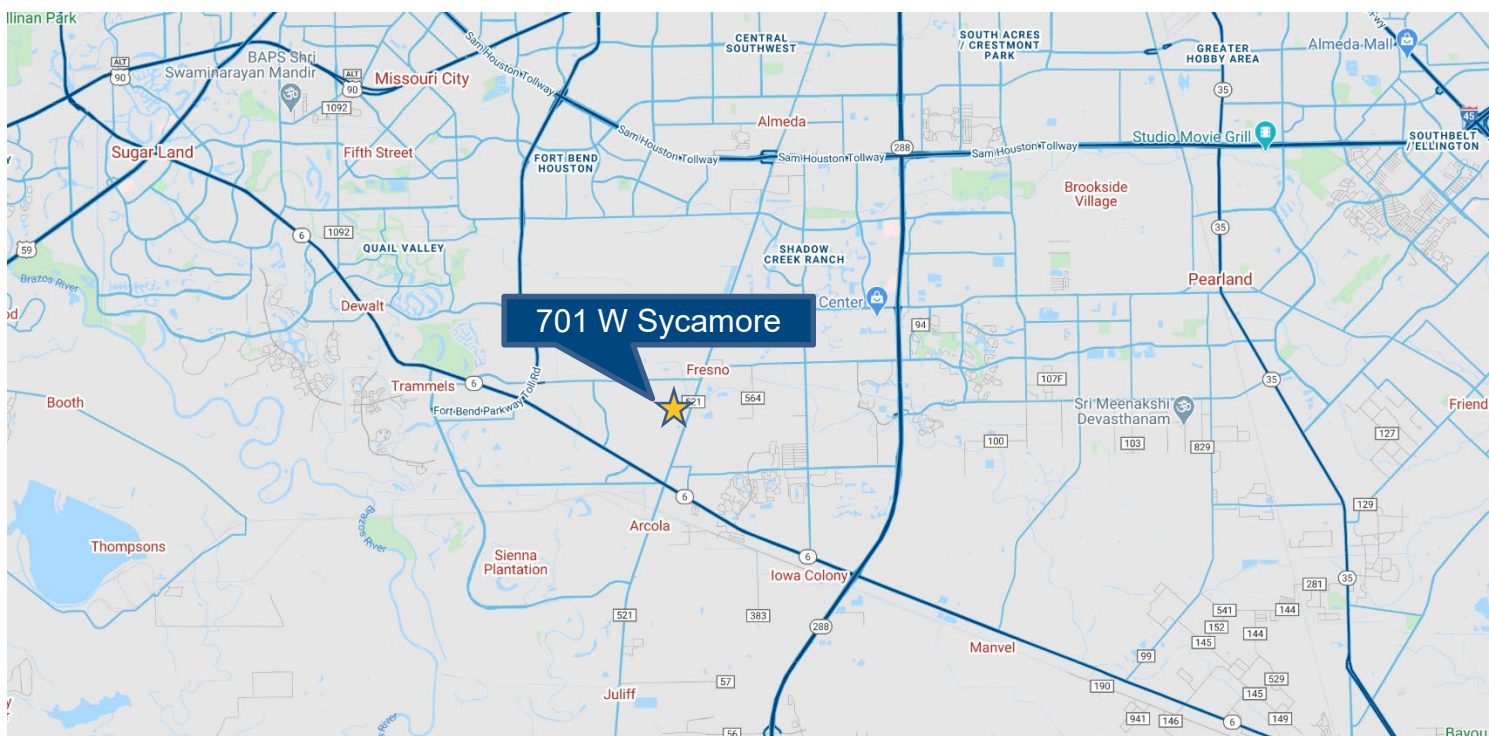 llinan Park
BAPS Shri
Swaminarayan Mandir
ALT
90
ALT
90
Missouri City
1092
Sugar Land
Fifth Street
Sam Houston Tollway
CENTRAL
SOUTHWEST
SOUTH ACRES
/ CRESTMONT
PARK
GREATER
HOBBY AREA
Almeda Mall
Fwy
35
45
Almeda
Sam Houston Tollway
Sam Houston Tollway
288
Sam Houston Tollway
Studio Movie Grill
SOUTHBELT
/ ELLINGTON
FORT BEND
HOUSTON
Brookside
Village
6
1092
QUAIL VALLEY
59
Brazos River
SHADOW
CREEK RANCH
35
Pearland
Dewalt
Center
701 W Sycamore
94
Fresno
Trammels
6
521
564
107F
35
Fort Bend Parkway Toll Rd
Booth
Sri Meenakshi
Devasthanam
Friend
127
100
103
829
6
129
Arcola
Brazos
River
Thompsons
Sienna
Plantation
6
Iowa Colony
35
281
521
383
288
541
144
152
145
144
Manvel
99
57
Juliff
190
529
145
941
146
6
149
56
River
Bayou